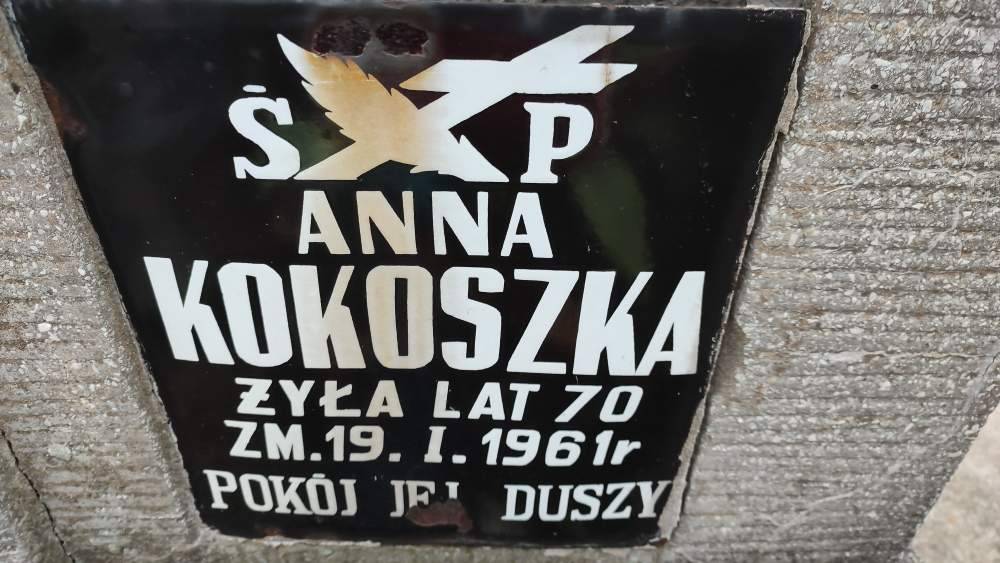 Ś P
ANNA
KOKOSZKA
ŻYŁA LAT 70
ZM. 19. I. 1961r
POKÓJ JEJ DUSZY